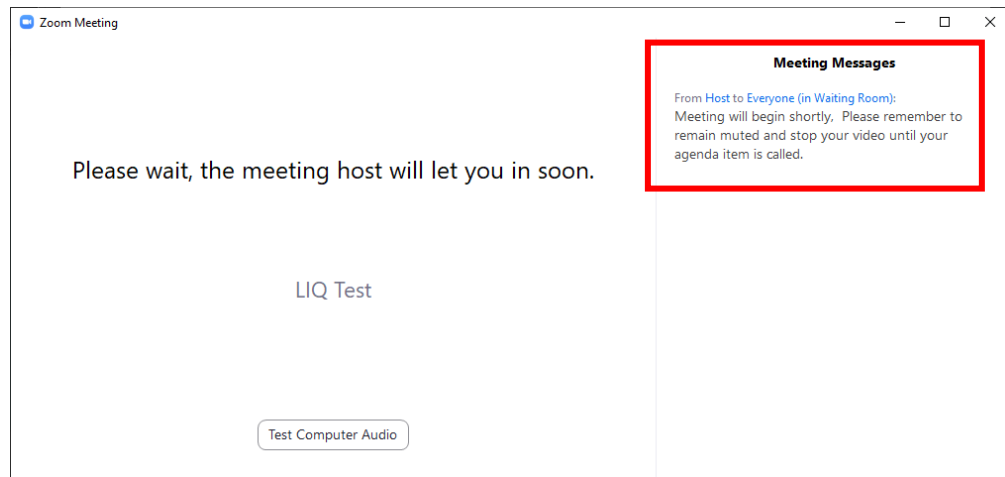 Zoom Meeting
Please wait, the meeting host will let you in soon.
LIQ Test
Test Computer Audio
Meeting Messages
From Host to Everyone (in Waiting Room):
Meeting will begin shortly,  Please remember to
remain muted and stop your video until your
agenda item is called.